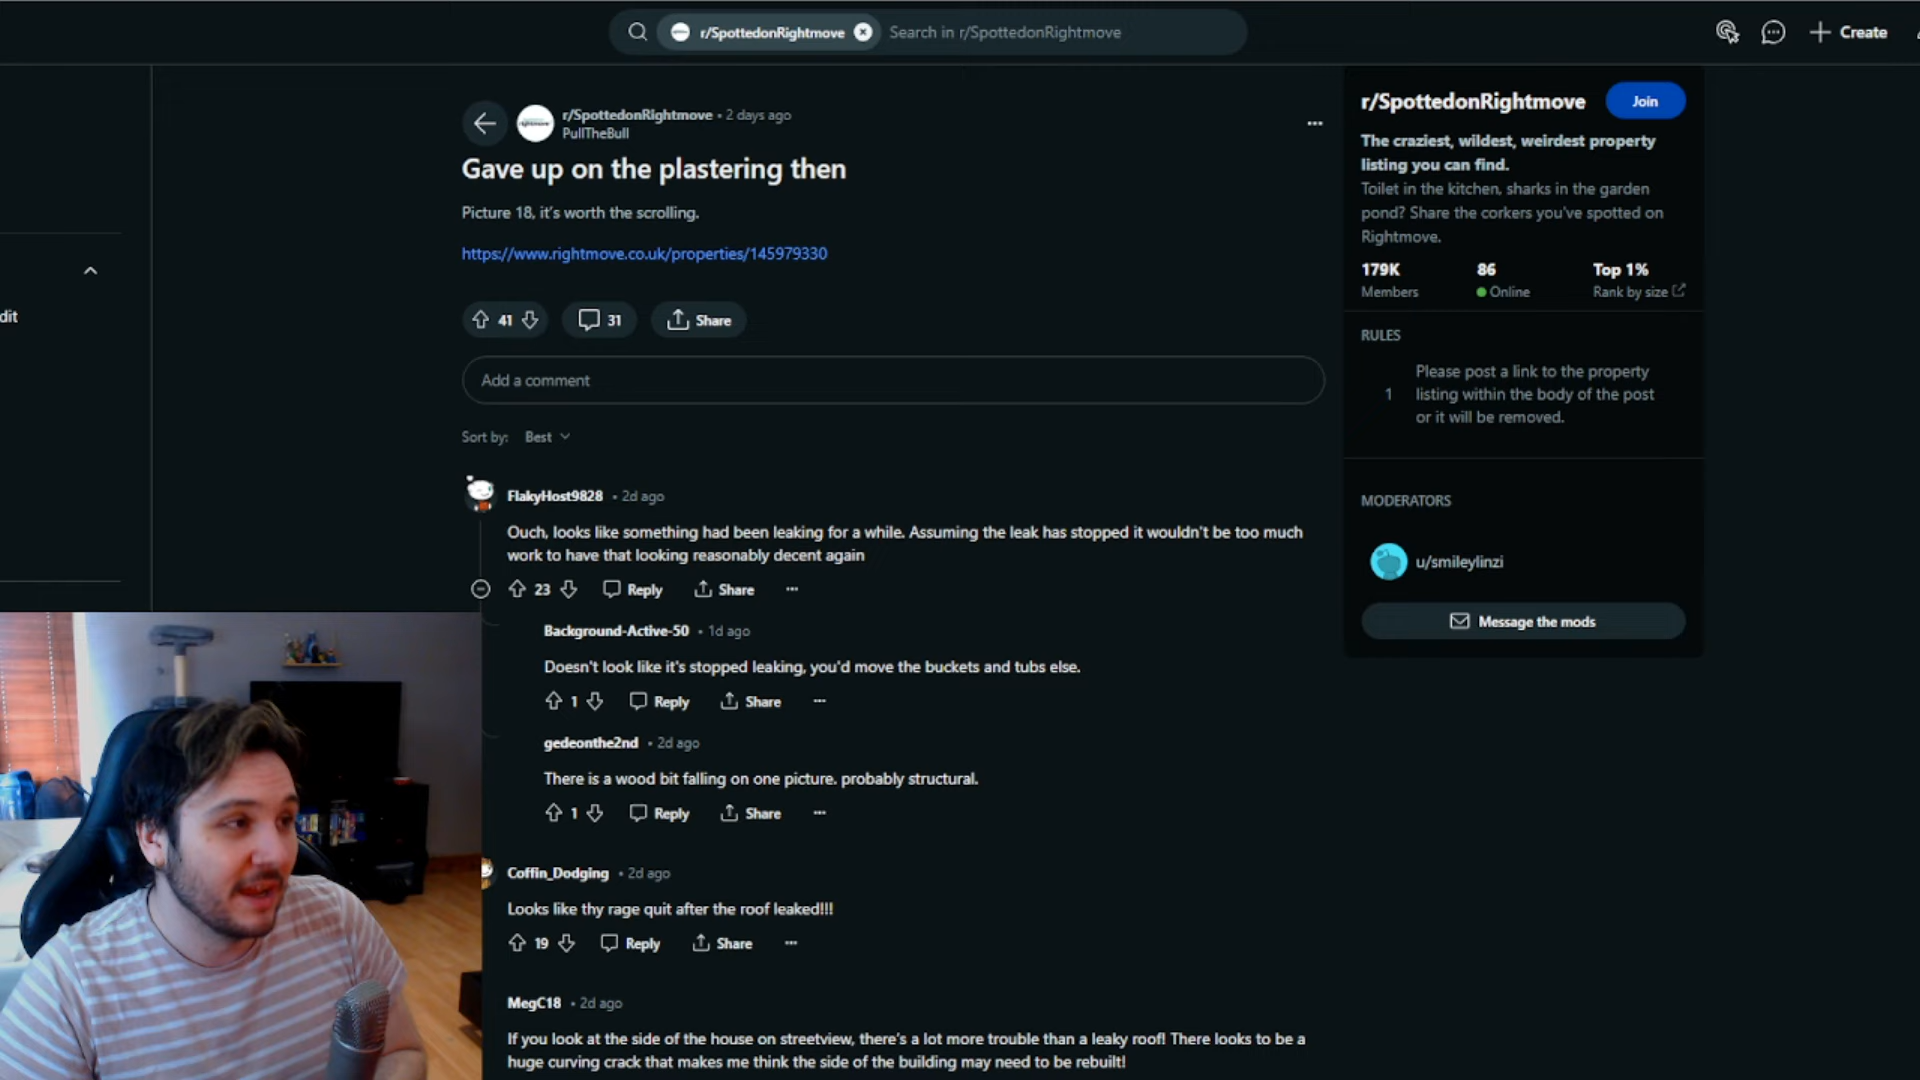 r/SpottedonRightmove
Search in r/SpottedonRightmove
Create
r/SpottedonRightmove • 2 days ago
PullTheBull
Gave up on the plastering then
Picture 18, it's worth the scrolling.
https://www.rightmove.co.uk/properties/145979330
41
31
Share
Add a comment
Sort by: Best
FlakyHost9828 • 2d ago
Ouch, looks like something had been leaking for a while. Assuming the leak has stopped it wouldn't be too much
work to have that looking reasonably decent again
23 Reply Share
Background-Active-50 • 1d ago
Doesn't look like it's stopped leaking, you'd move the buckets and tubs else.
1 Reply Share
gedeonthe2nd • 2d ago
There is a wood bit falling on one picture. probably structural.
1 Reply Share
Coffin_Dodging • 2d ago
Looks like thy rage quit after the roof leaked!!!
19 Reply Share
MegC18 • 2d ago
If you look at the side of the house on streetview, there's a lot more trouble than a leaky roof! There looks to be a
huge curving crack that makes me think the side of the building may need to be rebuilt!
r/SpottedonRightmove
Join
The craziest, wildest, weirdest property
listing you can find.
Toilet in the kitchen, sharks in the garden
pond? Share the corkers you've spotted on
Rightmove.
179K 86 Top 1%
Members Online Rank by size
RULES
1 Please post a link to the property
listing within the body of the post
or it will be removed.
MODERATORS
u/smileylinzi
Message the mods
dit